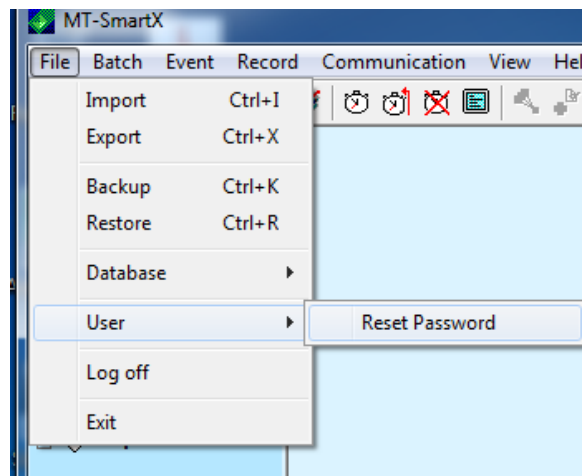 MT-SmartX
File Batch Event Record Communication View Hel
Import Ctrl+I
Export Ctrl+X
Backup Ctrl+K
Restore Ctrl+R
Database
User
Reset Password
Log off
Exit